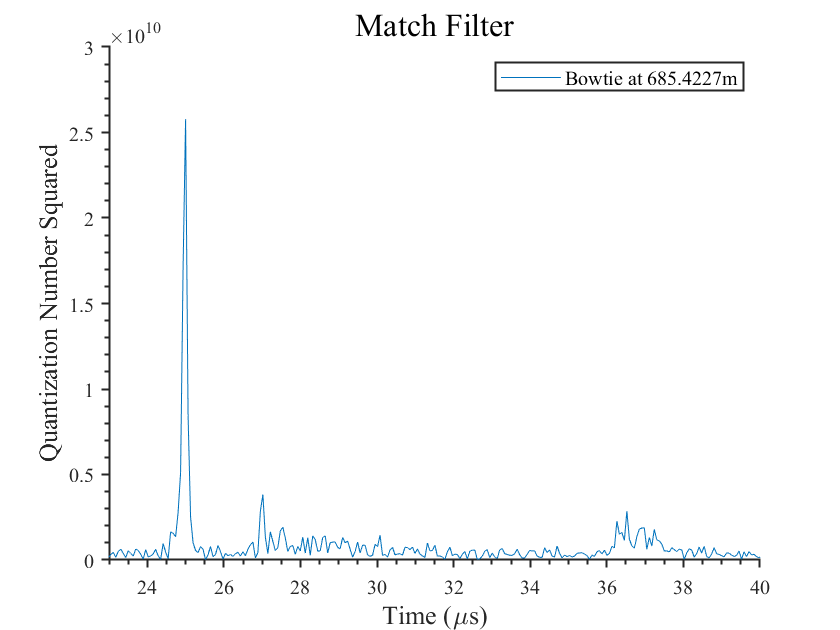 Match Filter
×10^10
Bowtie at 685.4227m
3
2.5
2
1.5
1
0.5
0
Quantization Number Squared
24 26 28 30 32 34 36 38 40
Time (μs)